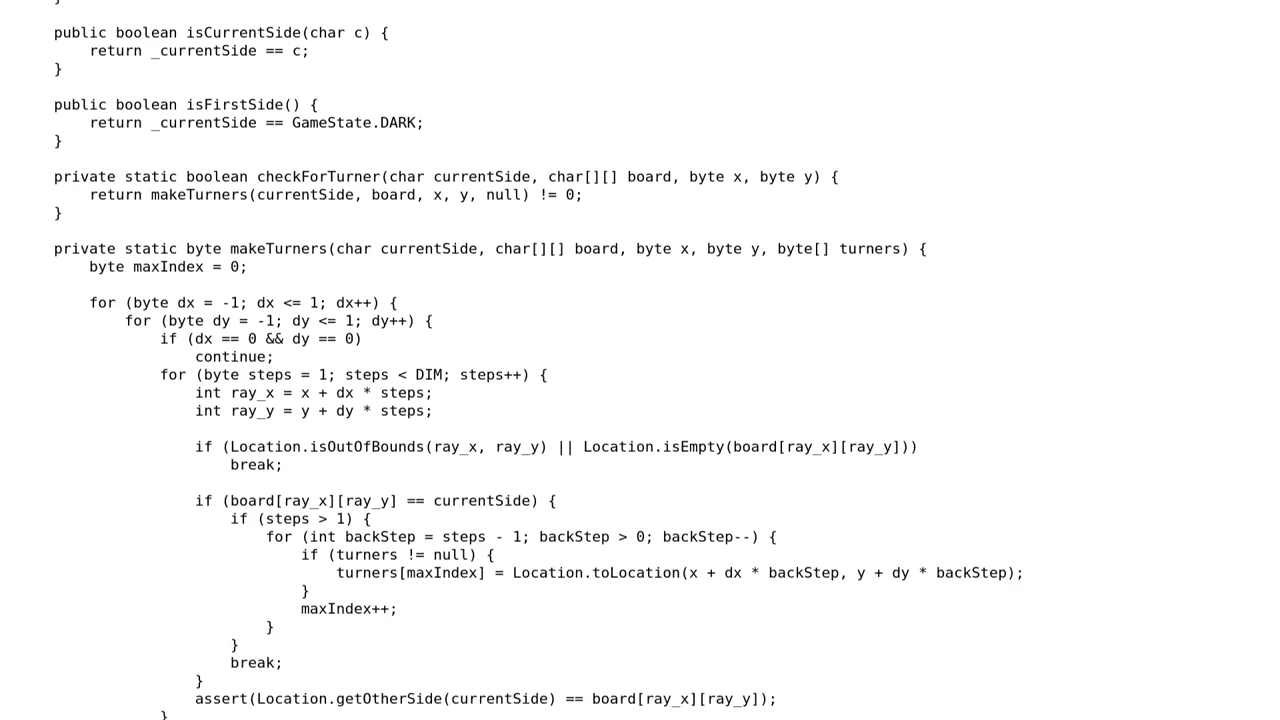 }
public boolean isCurrentSide(char c) {
return _currentSide == c;
}
public boolean isFirstSide() {
return _currentSide == GameState.DARK;
}
private static boolean checkForTurner(char currentSide, char[][] board, byte x, byte y) {
return makeTurners(currentSide, board, x, y, null) != 0;
}
private static byte makeTurners(char currentSide, char[][] board, byte x, byte y, byte[] turners) {
byte maxIndex = 0;
for (byte dx = -1; dx <= 1; dx++) {
for (byte dy = -1; dy <= 1; dy++) {
if (dx == 0 && dy == 0)
continue;
for (byte steps = 1; steps < DIM; steps++) {
int ray_x = x + dx * steps;
int ray_y = y + dy * steps;
if (Location.isOutOfBounds(ray_x, ray_y) || Location.isEmpty(board[ray_x][ray_y]))
break;
if (board[ray_x][ray_y] == currentSide) {
if (steps > 1) {
for (int backStep = steps - 1; backStep > 0; backStep--) {
if (turners != null) {
turners[maxIndex] = Location.toLocation(x + dx * backStep, y + dy * backStep);
}
maxIndex++;
}
}
break;
}
assert(Location.getOtherSide(currentSide) == board[ray_x][ray_y]);
}